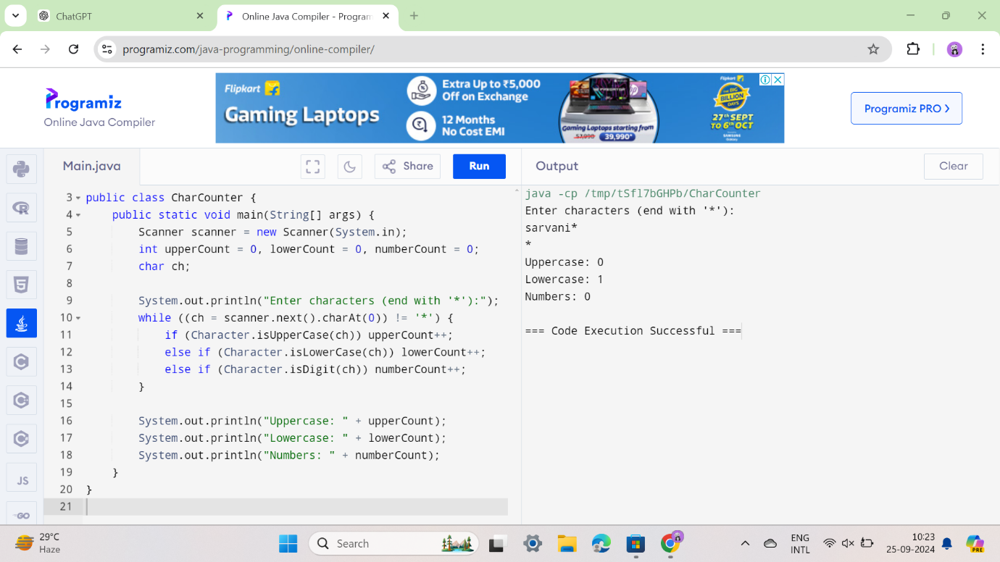 ChatGPT
Online Java Compiler - Program
programiz.com/java-programming/online-compiler/
Programiz
Online Java Compiler
Flipkart
Gaming Laptops
Extra Up to ₹5,000
Off on Exchange
12 Months
No Cost EMI
Gaming Laptops starting from
57,990 39,990*
Flipkart
THE BIG
BILLION
DAYS
27TH SEPT
TO 6TH OCT
Programiz PRO >
Main.java
Share
Run
Output
Clear
3 public class CharCounter {
4     public static void main(String[] args) {
5         Scanner scanner = new Scanner(System.in);
6         int upperCount = 0, lowerCount = 0, numberCount = 0;
7         char ch;
8
9         System.out.println("Enter characters (end with '*'):");
10         while ((ch = scanner.next().charAt(0)) != '*') {
11             if (Character.isUpperCase(ch)) upperCount++;
12             else if (Character.isLowerCase(ch)) lowerCount++;
13             else if (Character.isDigit(ch)) numberCount++;
14         }
15
16         System.out.println("Uppercase: " + upperCount);
17         System.out.println("Lowercase: " + lowerCount);
18         System.out.println("Numbers: " + numberCount);
19     }
20 }
21
java -cp /tmp/tSfl7bGHPb/CharCounter
Enter characters (end with '*'):
sarvani*
*
Uppercase: 0
Lowercase: 1
Numbers: 0
=== Code Execution Successful ===
JS
GO
29°C
Haze
Search
ENG
INTL
10:23
25-09-2024
PRE